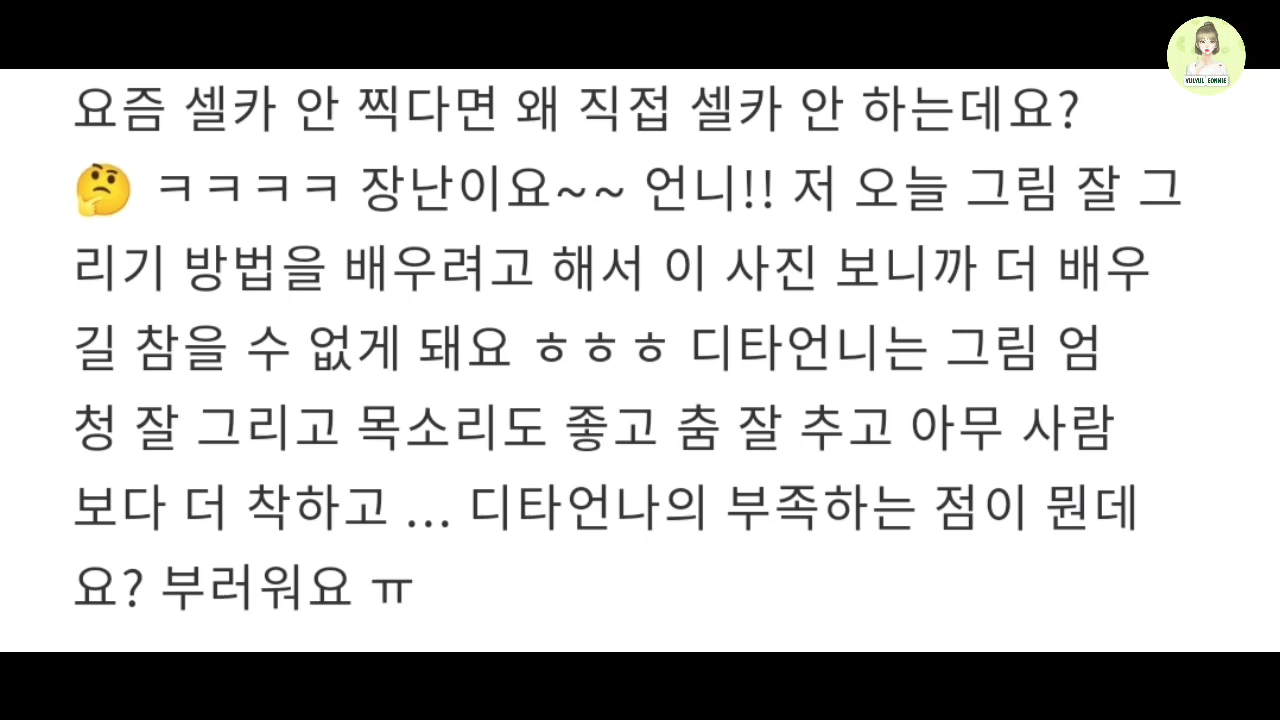 YULYUL_EONNIE
요즘 셀카 안 찍다면 왜 직접 셀카 안 하는데요?
🤔 ㅋㅋㅋㅋ 장난이요~~ 언니!! 저 오늘 그림 잘 그
리기 방법을 배우려고 해서 이 사진 보니까 더 배우
길 참을 수 없게 돼요 ㅎㅎㅎ 디타언니는 그림 엄
청 잘 그리고 목소리도 좋고 춤 잘 추고 아무 사람
보다 더 착하고 ... 디타언나의 부족하는 점이 뭔데
요? 부러워요 ㅠ